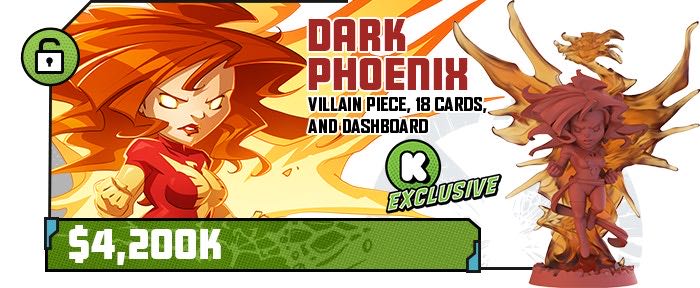 DARK
PHOENIX
VILLAIN PIECE, 18 CARDS,
AND DASHBOARD
K
EXCLUSIVE
$4,200K